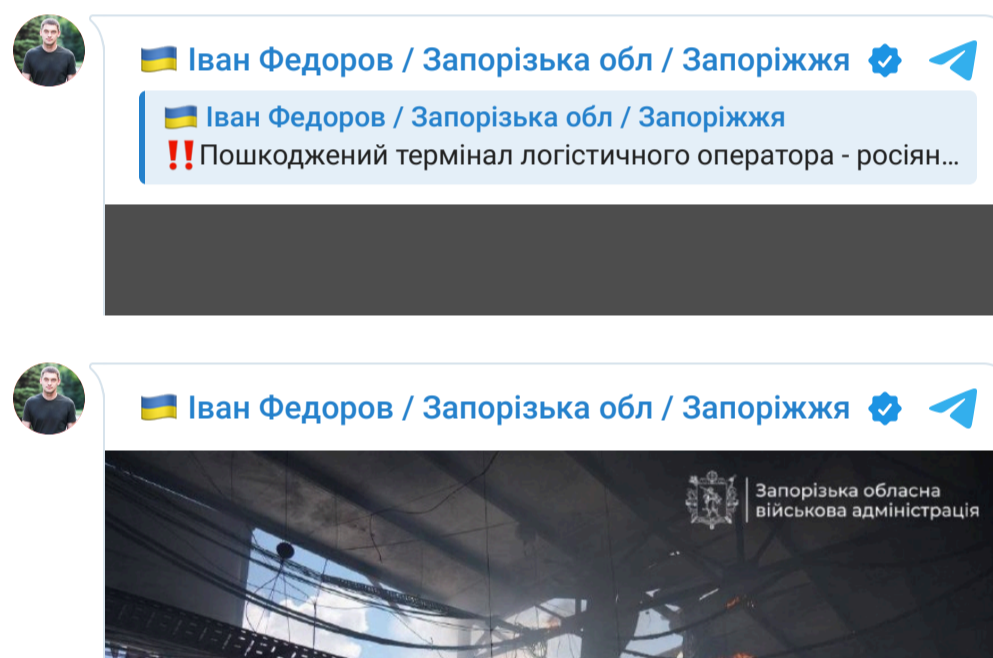 🇺🇦 Іван Федоров / Запорізька обл / Запоріжжя
🇺🇦 Іван Федоров / Запорізька обл / Запоріжжя
‼️Пошкоджений термінал логістичного оператора - росіян...
🇺🇦 Іван Федоров / Запорізька обл / Запоріжжя
Запорізька обласна
військова адміністрація